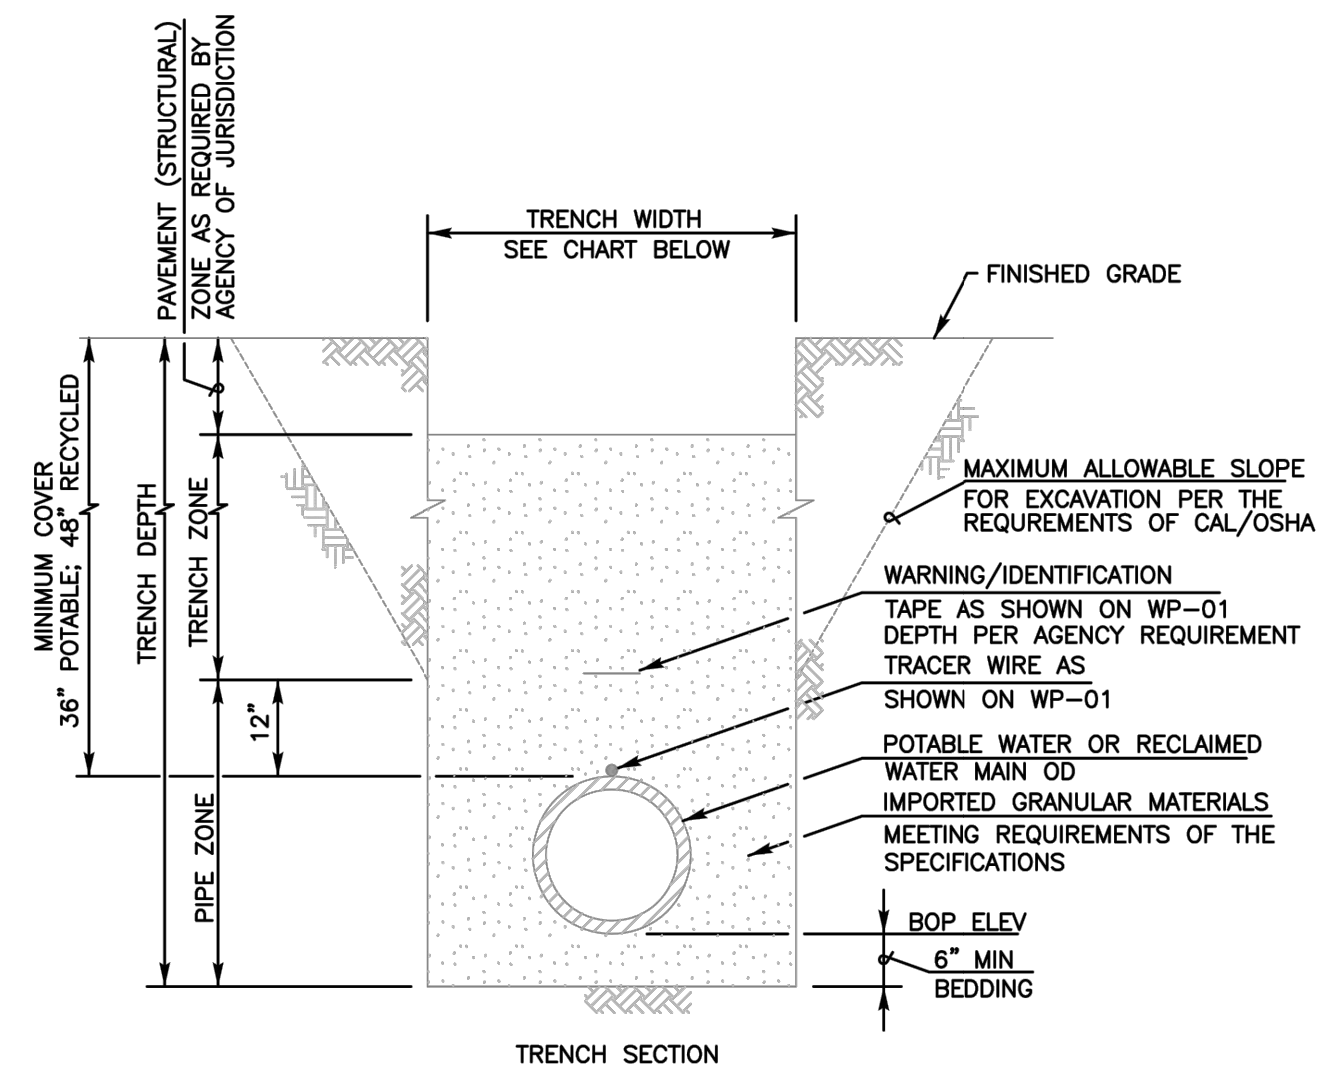 PAVEMENT (STRUCTURAL)
ZONE AS REQUIRED BY
AGENCY OF JURISDICTION
TRENCH WIDTH
SEE CHART BELOW
FINISHED GRADE
MINIMUM COVER
36" POTABLE; 48" RECYCLED
TRENCH DEPTH
TRENCH ZONE
12"
PIPE ZONE
MAXIMUM ALLOWABLE SLOPE
FOR EXCAVATION PER THE
REQUREMENTS OF CAL/OSHA
WARNING/IDENTIFICATION
TAPE AS SHOWN ON WP-01
DEPTH PER AGENCY REQUIREMENT
TRACER WIRE AS
SHOWN ON WP-01
POTABLE WATER OR RECLAIMED
WATER MAIN OD
IMPORTED GRANULAR MATERIALS
MEETING REQUIREMENTS OF THE
SPECIFICATIONS
BOP ELEV
6" MIN
BEDDING
TRENCH SECTION